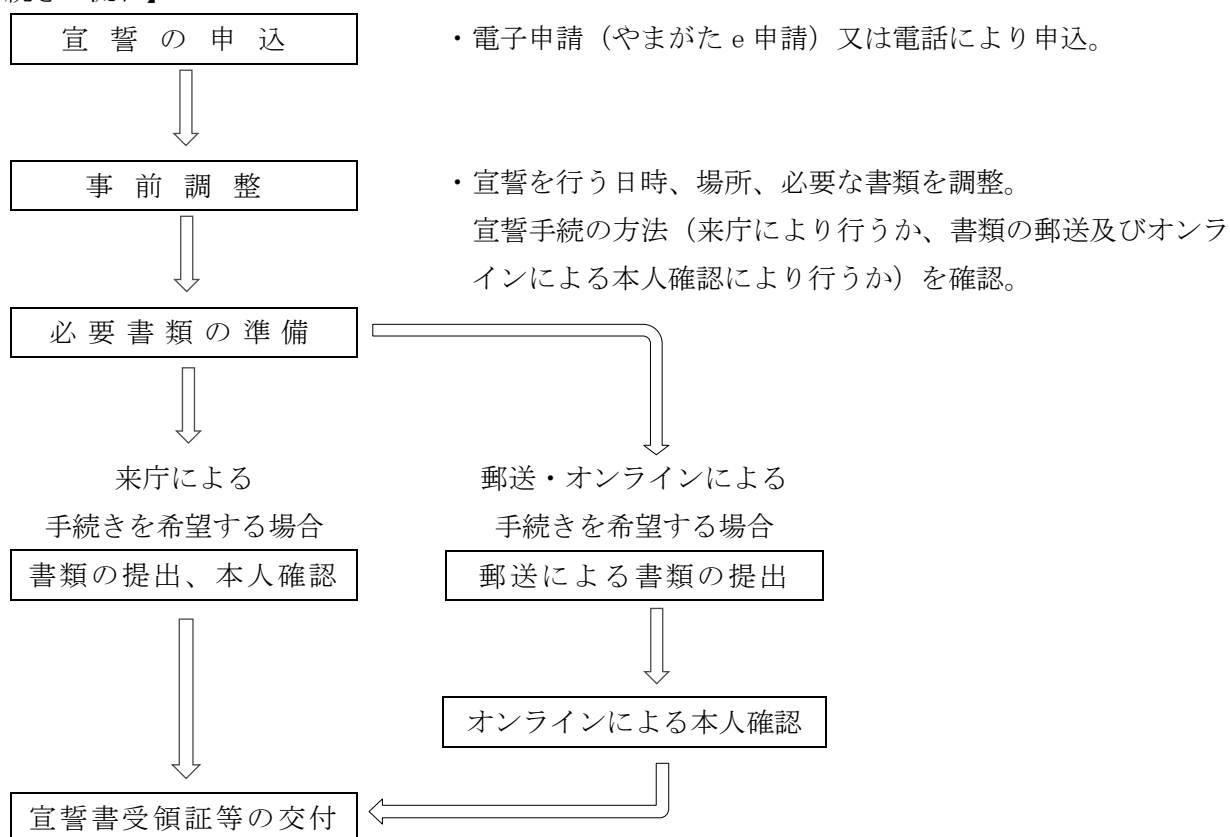 宣誓の申込
・電子申請（やまがた e 申請）又は電話により申込。
事前調整
・宣誓を行う日時、場所、必要な書類を調整。
宣誓手続の方法（来庁により行うか、書類の郵送及びオンラ
インによる本人確認により行うか）を確認。
必要書類の準備
来庁による
手続きを希望する場合
書類の提出、本人確認
郵送・オンラインによる
手続きを希望する場合
郵送による書類の提出
オンラインによる本人確認
宣誓書受領証等の交付